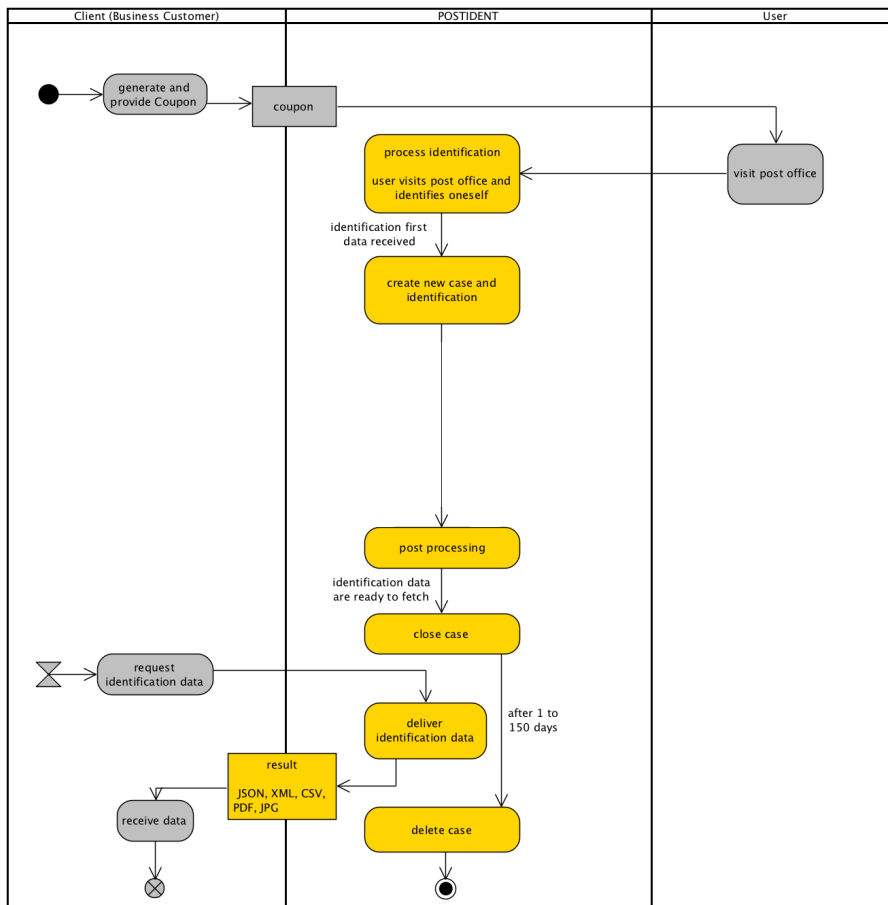 Client (Business Customer)
POSTIDENT
User
generate and
provide Coupon
coupon
process identification
user visits post office and
identifies oneself
visit post office
identification first
data received
create new case and
identification
post processing
identification data
are ready to fetch
close case
request
identification data
after 1 to
150 days
deliver
identification data
result
JSON, XML, CSV,
PDF, JPG
receive data
delete case